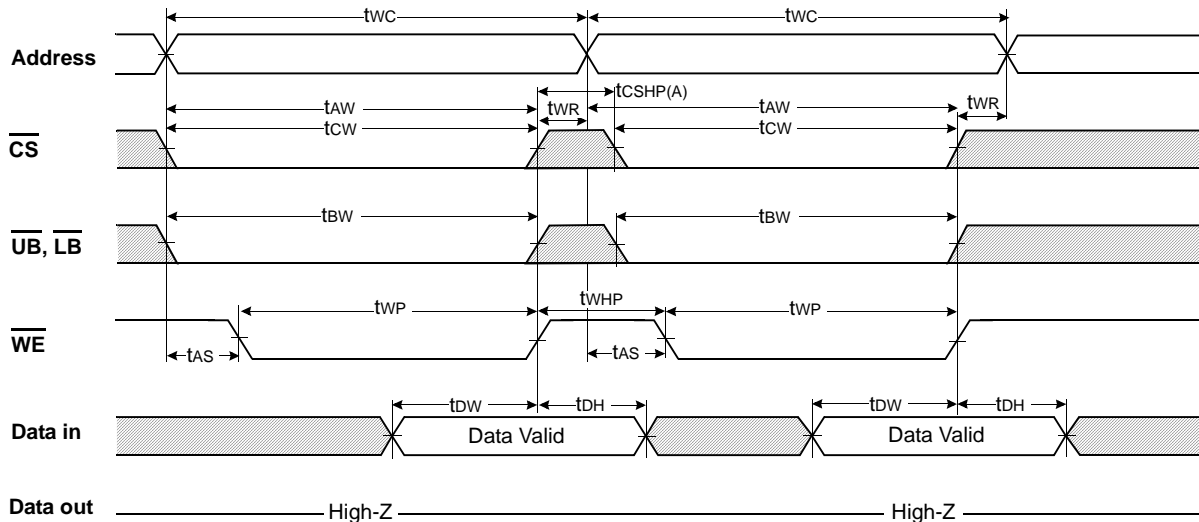 tWC tWC
Address
tCSHP(A)
tAW tWR tAW tWR
tCW tCW
CS
tBW tBW
UB, LB
tWP tWHP tWP
WE
tAS tAS
tDW tDH tDW tDH
Data in Data Valid Data Valid
Data out High-Z High-Z